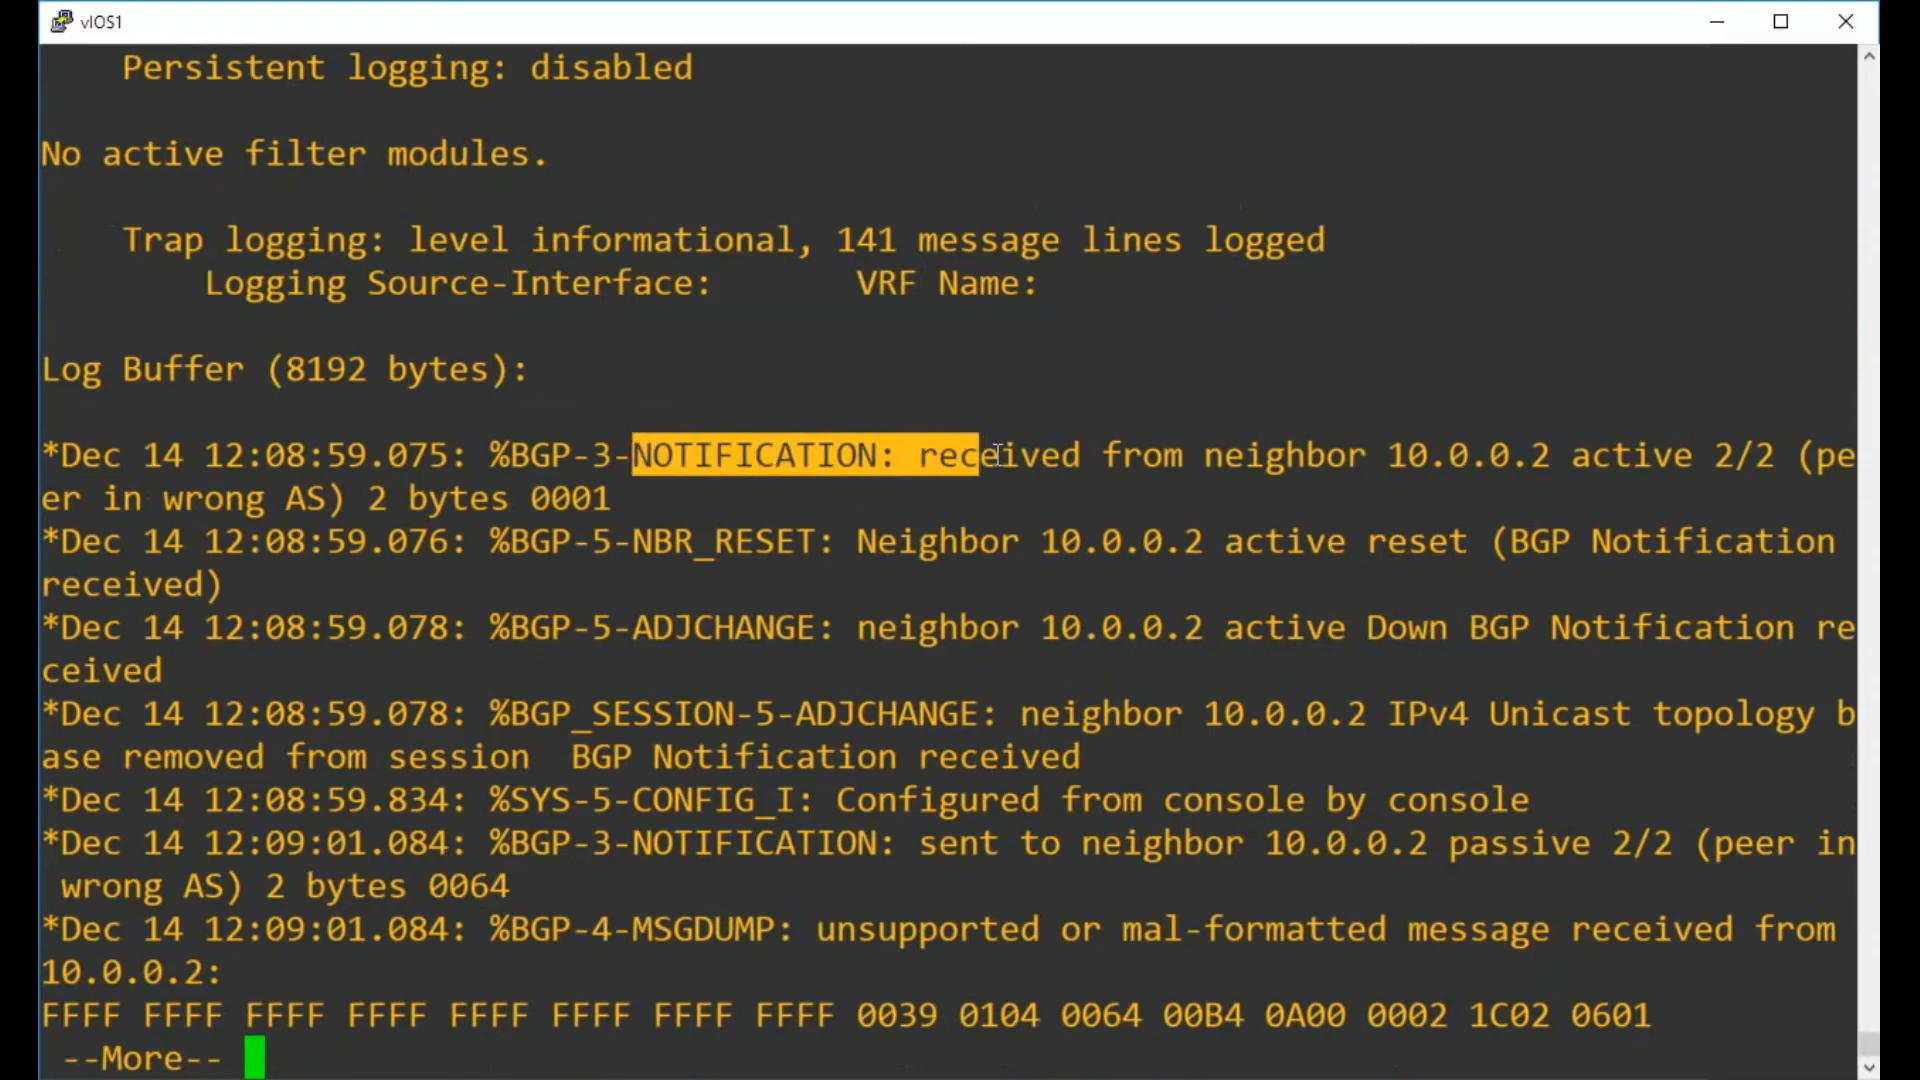 vIOS1
Persistent logging: disabled
No active filter modules.
Trap logging: level informational, 141 message lines logged
Logging Source-Interface:       VRF Name:
Log Buffer (8192 bytes):
*Dec 14 12:08:59.075: %BGP-3-NOTIFICATION: received from neighbor 10.0.0.2 active 2/2 (pe
er in wrong AS) 2 bytes 0001
*Dec 14 12:08:59.076: %BGP-5-NBR_RESET: Neighbor 10.0.0.2 active reset (BGP Notification
received)
*Dec 14 12:08:59.078: %BGP-5-ADJCHANGE: neighbor 10.0.0.2 active Down BGP Notification re
ceived
*Dec 14 12:08:59.078: %BGP_SESSION-5-ADJCHANGE: neighbor 10.0.0.2 IPv4 Unicast topology b
ase removed from session  BGP Notification received
*Dec 14 12:08:59.834: %SYS-5-CONFIG_I: Configured from console by console
*Dec 14 12:09:01.084: %BGP-3-NOTIFICATION: sent to neighbor 10.0.0.2 passive 2/2 (peer in
 wrong AS) 2 bytes 0064
*Dec 14 12:09:01.084: %BGP-4-MSGDUMP: unsupported or mal-formatted message received from
10.0.0.2:
FFFF FFFF FFFF FFFF FFFF FFFF FFFF FFFF 0039 0104 0064 00B4 0A00 0002 1C02 0601
 --More--